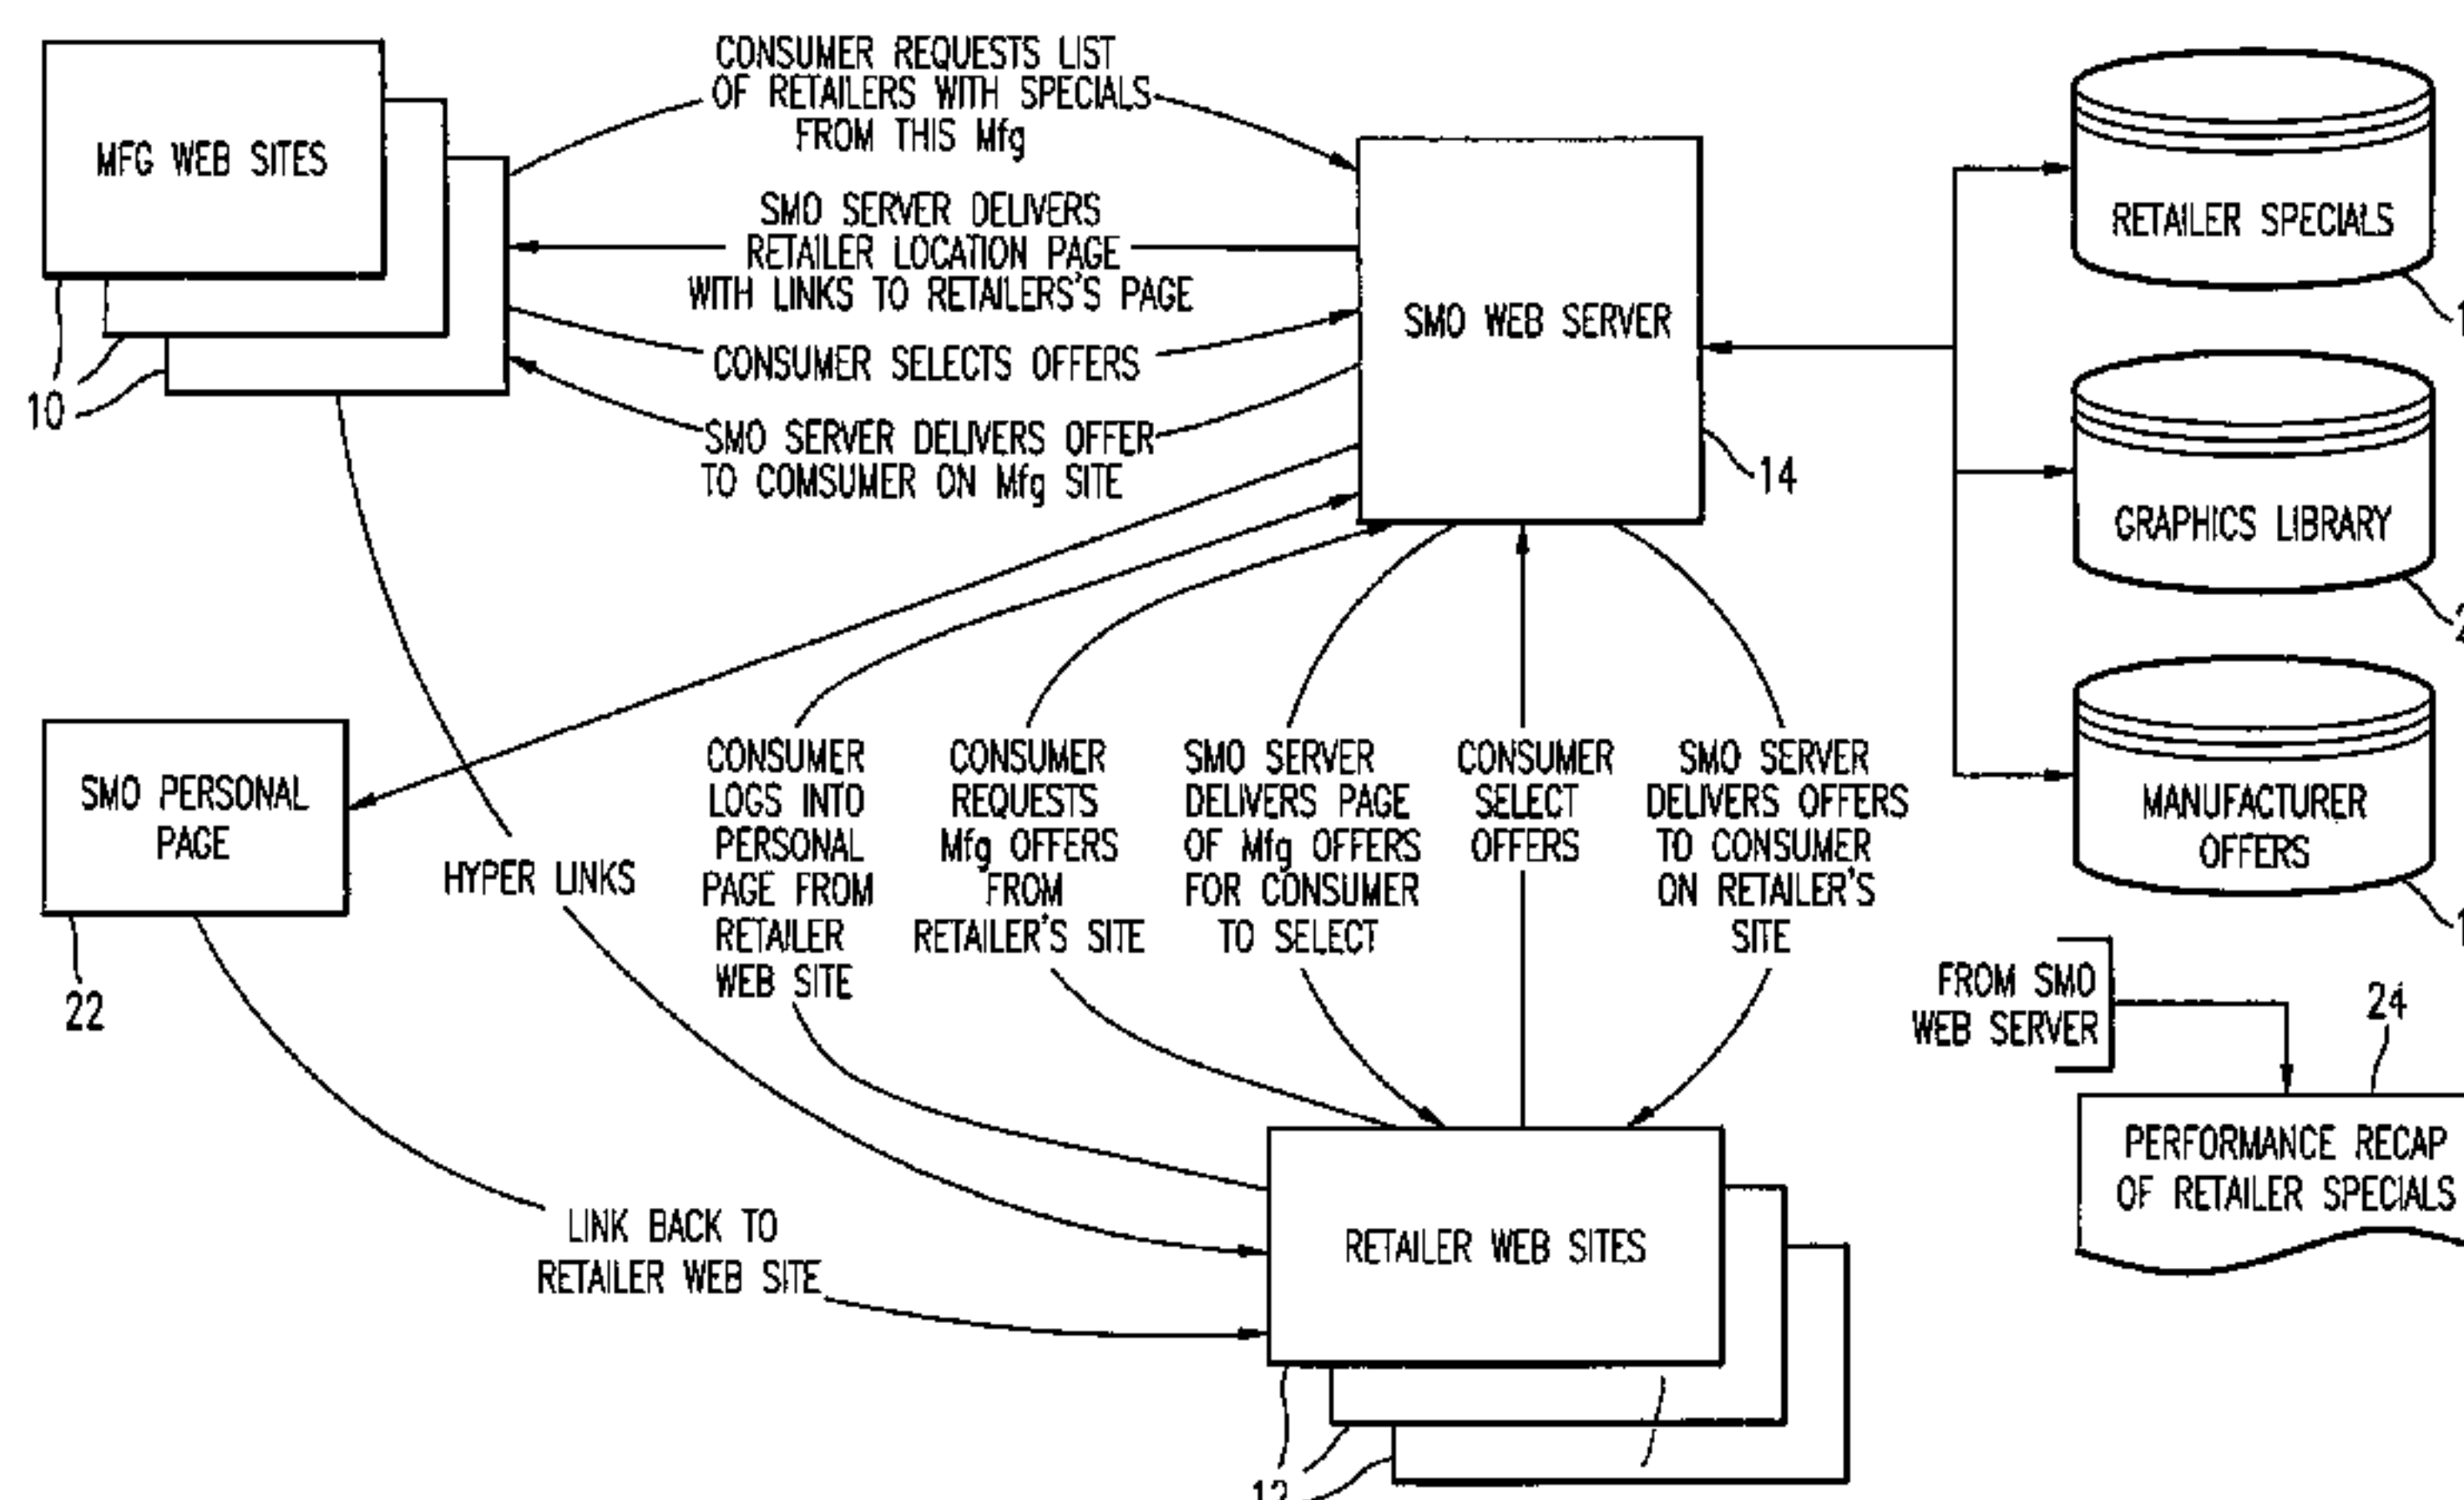 MFG WEB SITES
10
CONSUMER REQUESTS LIST
OF RETAILERS WITH SPECIALS
FROM THIS Mfg
SMO SERVER DELIVERS
RETAILER LOCATION PAGE
WITH LINKS TO RETAILERS'S PAGE
CONSUMER SELECTS OFFERS
SMO SERVER DELIVERS OFFER
TO COMSUMER ON Mfg SITE
SMO WEB SERVER
14
RETAILER SPECIALS
GRAPHICS LIBRARY
MANUFACTURER
OFFERS
SMO PERSONAL
PAGE
22
HYPER LINKS
CONSUMER
LOGS INTO
PERSONAL
PAGE FROM
RETAILER
WEB SITE
CONSUMER
REQUESTS
Mfg OFFERS
FROM
RETAILER'S SITE
SMO SERVER
DELIVERS PAGE
OF Mfg OFFERS
FOR CONSUMER
TO SELECT
CONSUMER
SELECT
OFFERS
SMO SERVER
DELIVERS OFFERS
TO CONSUMER
ON RETAILER'S
SITE
FROM SMO
WEB SERVER
24
PERFORMANCE RECAP
OF RETAILER SPECIALS
LINK BACK TO
RETAILER WEB SITE
RETAILER WEB SITES
12